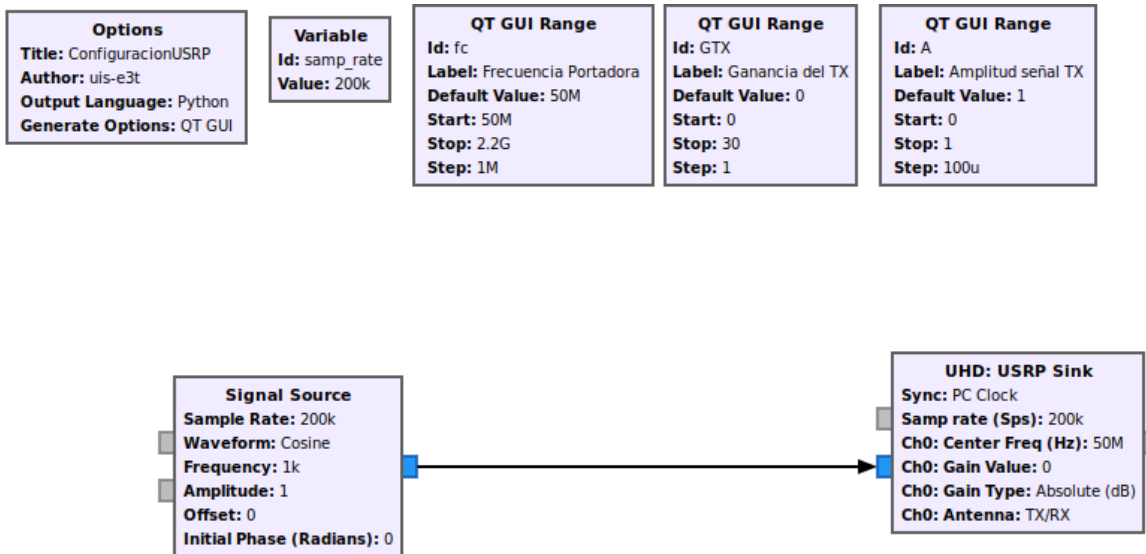 Options
Title: ConfiguracionUSRP
Author: uis-e3t
Output Language: Python
Generate Options: QT GUI
Variable
Id: samp_rate
Value: 200k
QT GUI Range
Id: fc
Label: Frecuencia Portadora
Default Value: 50M
Start: 50M
Stop: 2.2G
Step: 1M
QT GUI Range
Id: GTX
Label: Ganancia del TX
Default Value: 0
Start: 0
Stop: 30
Step: 1
QT GUI Range
Id: A
Label: Amplitud señal TX
Default Value: 1
Start: 0
Stop: 1
Step: 100u
Signal Source
Sample Rate: 200k
Waveform: Cosine
Frequency: 1k
Amplitude: 1
Offset: 0
Initial Phase (Radians): 0
UHD: USRP Sink
Sync: PC Clock
Samp rate (Sps): 200k
Ch0: Center Freq (Hz): 50M
Ch0: Gain Value: 0
Ch0: Gain Type: Absolute (dB)
Ch0: Antenna: TX/RX